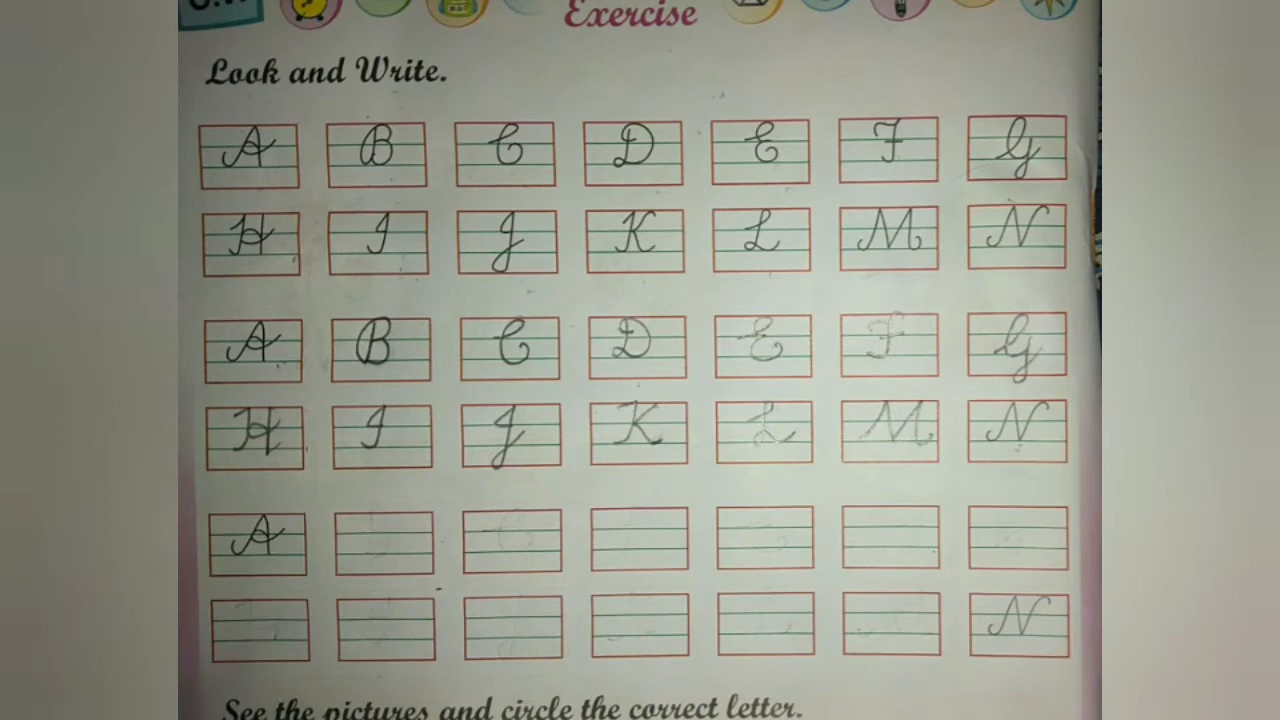 Exercise
Look and Write.
A B C D E F G
H I J K L M N
A B C D E F G
H I J K L M N
A
N
See the pictures and circle the correct letter.